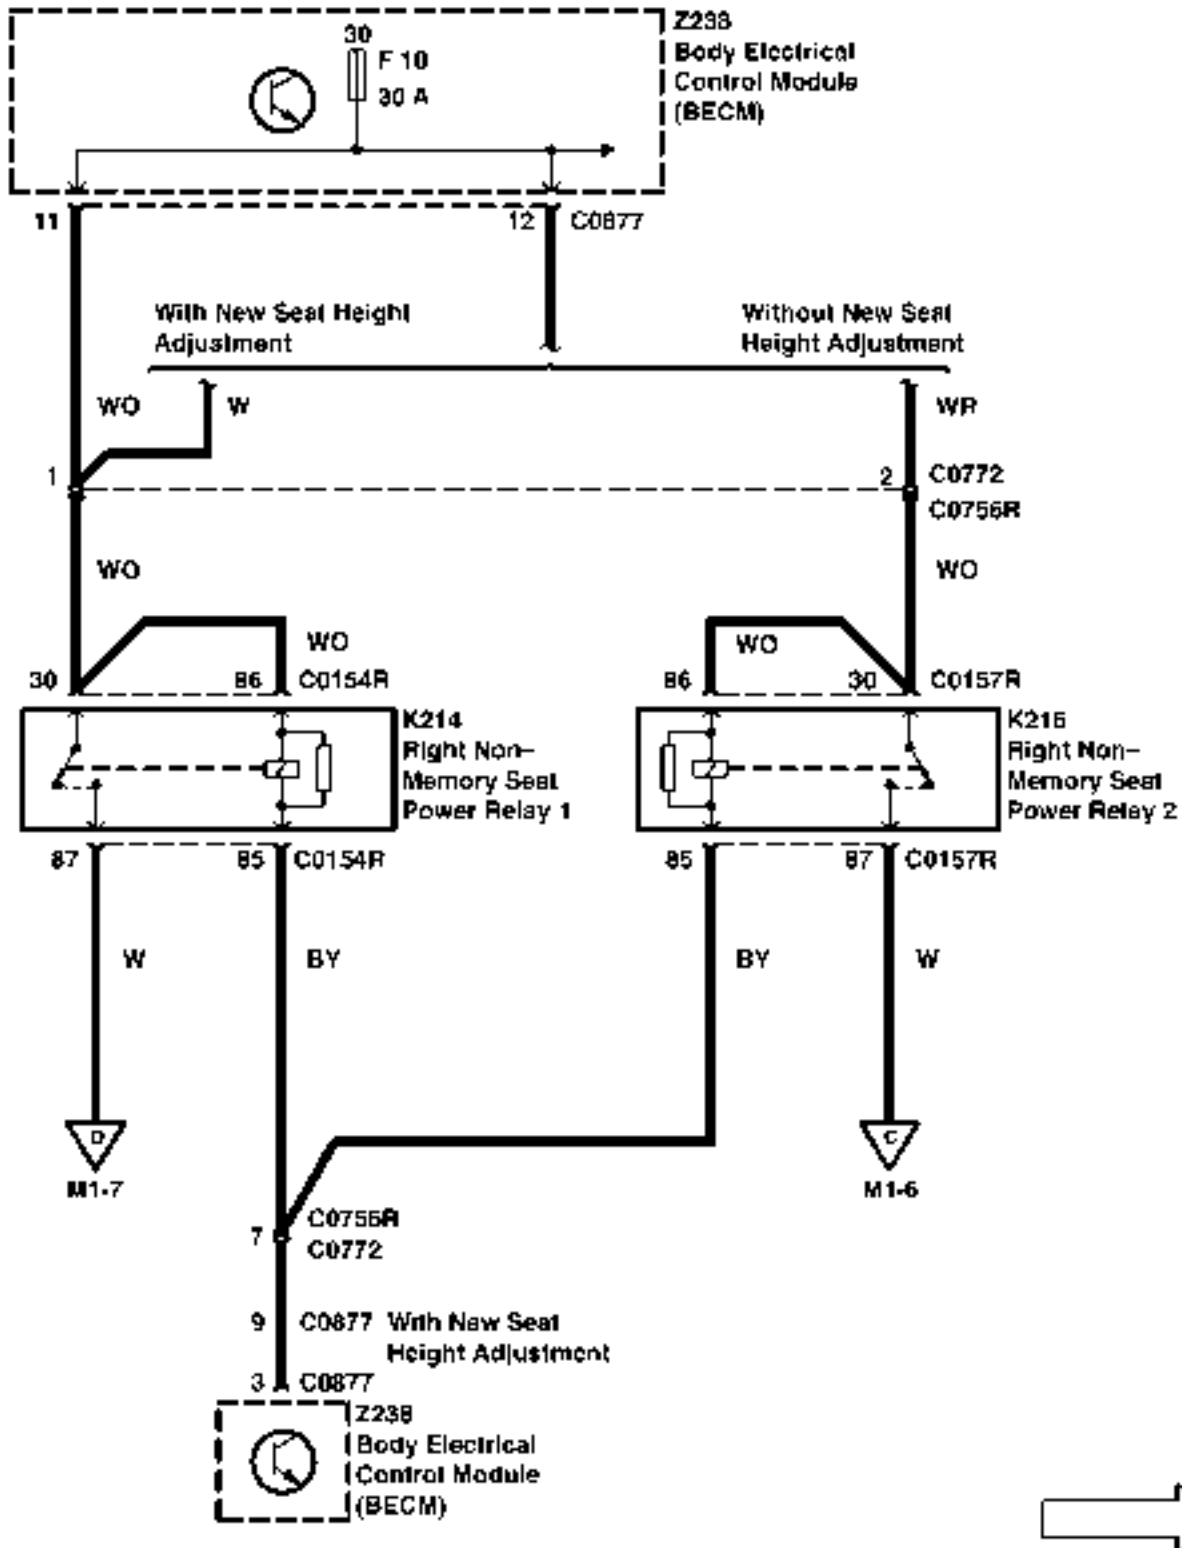 30
F 10
30 A
Z238
Body Electrical
Control Module
(BECM)
11
12
C0877
With New Seat Height
Adjustment
Without New Seat
Height Adjustment
WO
W
WR
1
2
C0772
C0756R
WO
WO
WO
WO
30
86
C0154R
86
30
C0157R
K214
Right Non-
Memory Seat
Power Relay 1
K216
Right Non-
Memory Seat
Power Relay 2
87
85
C0154R
85
87
C0157R
W
BY
BY
W
D
M1-7
C
M1-6
7
C0756R
C0772
9
C0877
With New Seat
Height Adjustment
3
C0877
Z238
Body Electrical
Control Module
(BECM)